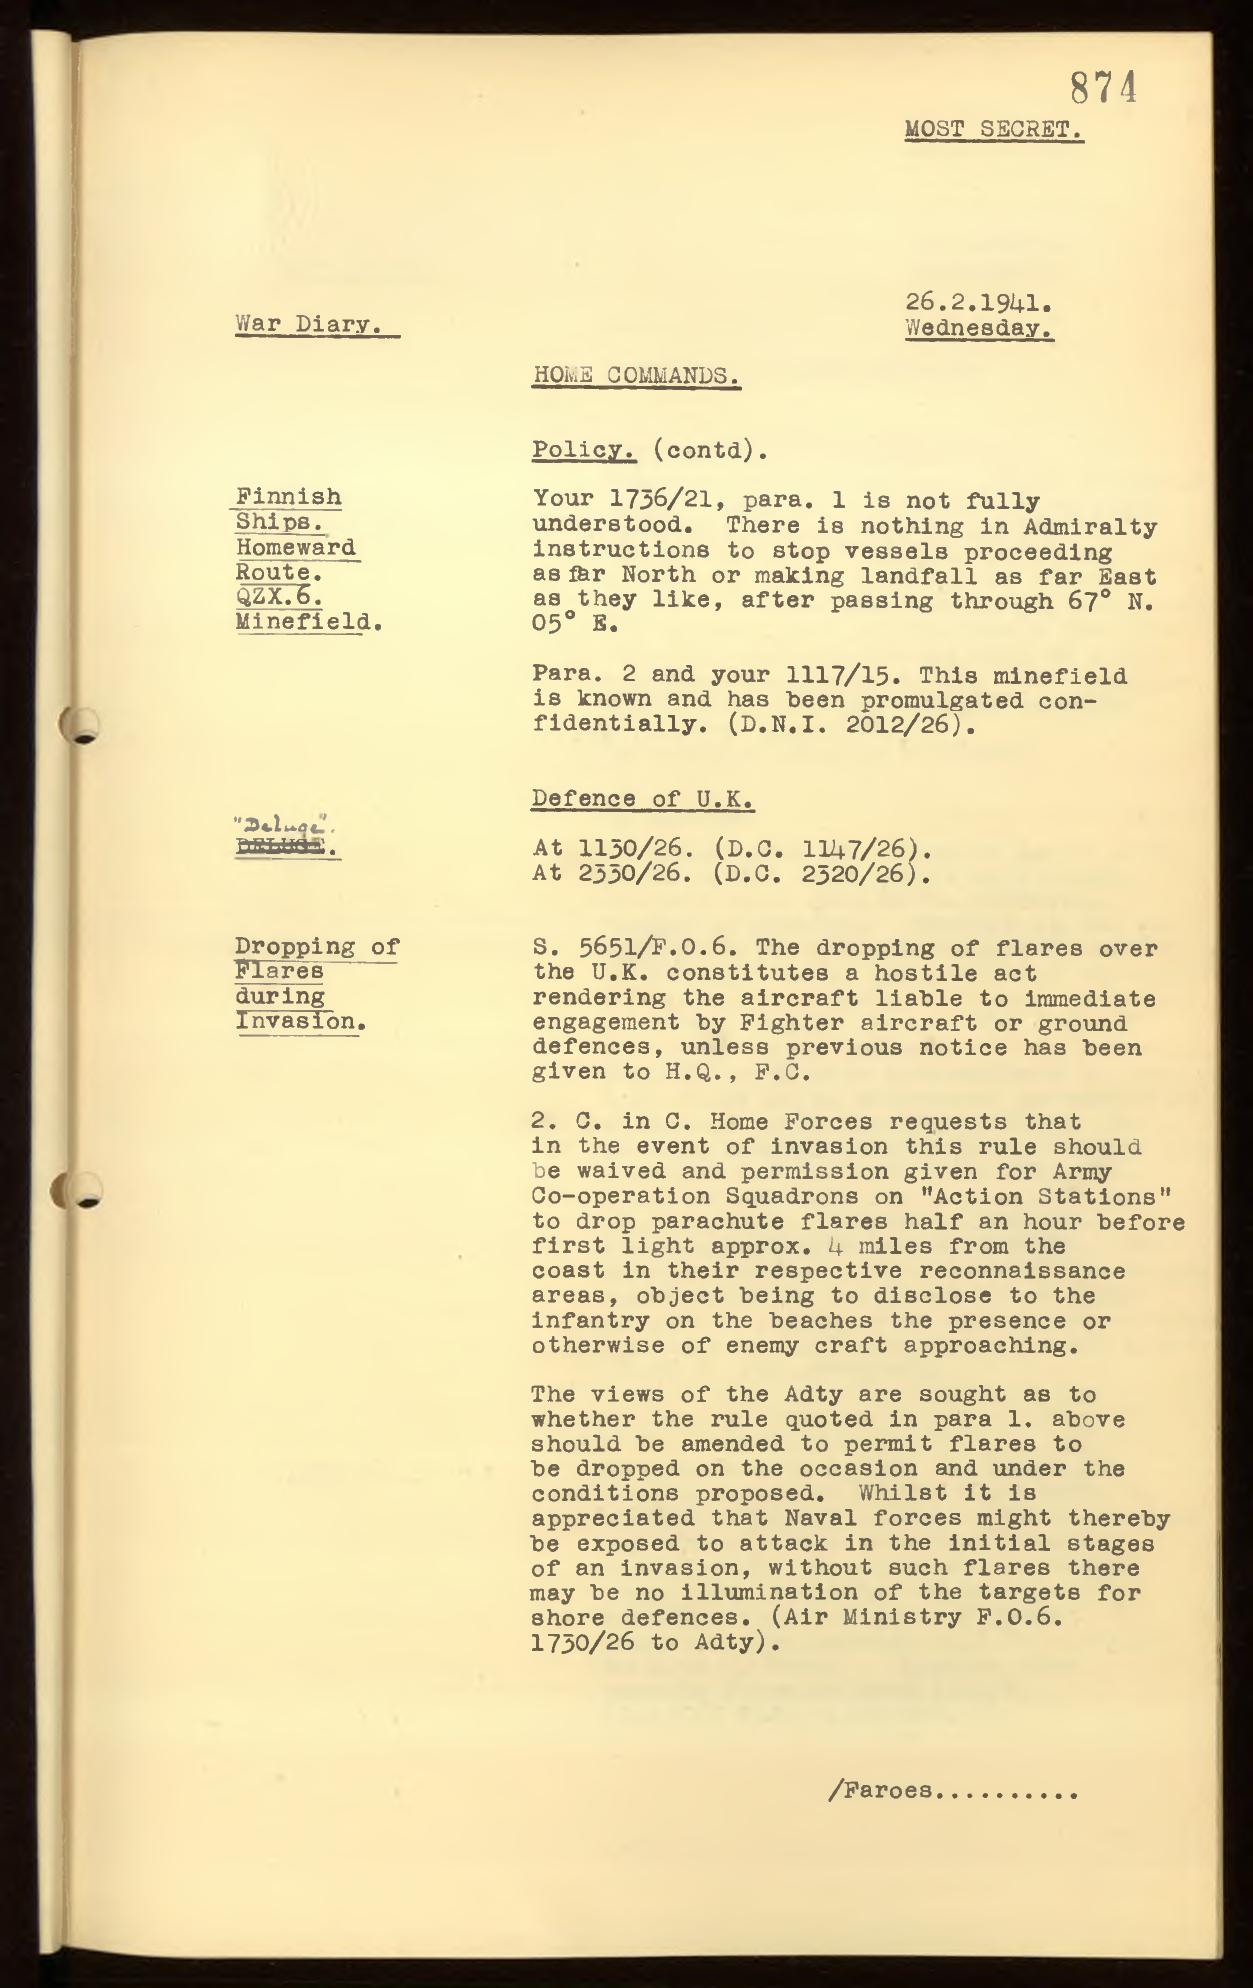 874
MOST SECRET.
26.2.1941.
War Diary.
Wednesday.
HOME COMMANDS.
Policy. (contd).
Finnish
Ships.
Homeward
Route.
QZX.6.
Minefield.
Your 1736/21, para. 1 is not fully
understood. There is nothing in Admiralty
instructions to stop vessels proceeding
as far North or making landfall as far East
as they like, after passing through 67° N.
05° E.
Para. 2 and your 1117/15. This minefield
is known and has been promulgated con-
fidentially. (D.N.I. 2012/26).
Defence of U.K.
"Deluge".
DELUGE.
At 1130/26. (D.C. 1147/26).
At 2330/26. (D.C. 2320/26).
Dropping of
Flares
during
Invasion.
S. 5651/F.O.6. The dropping of flares over
the U.K. constitutes a hostile act
rendering the aircraft liable to immediate
engagement by Fighter aircraft or ground
defences, unless previous notice has been
given to H.Q., F.C.
2. C. in C. Home Forces requests that
in the event of invasion this rule should
be waived and permission given for Army
Co-operation Squadrons on "Action Stations"
to drop parachute flares half an hour before
first light approx. 4 miles from the
coast in their respective reconnaissance
areas, object being to disclose to the
infantry on the beaches the presence or
otherwise of enemy craft approaching.
The views of the Adty are sought as to
whether the rule quoted in para 1. above
should be amended to permit flares to
be dropped on the occasion and under the
conditions proposed. Whilst it is
appreciated that Naval forces might thereby
be exposed to attack in the initial stages
of an invasion, without such flares there
may be no illumination of the targets for
shore defences. (Air Ministry F.O.6.
1730/26 to Adty).
/Faroes..........